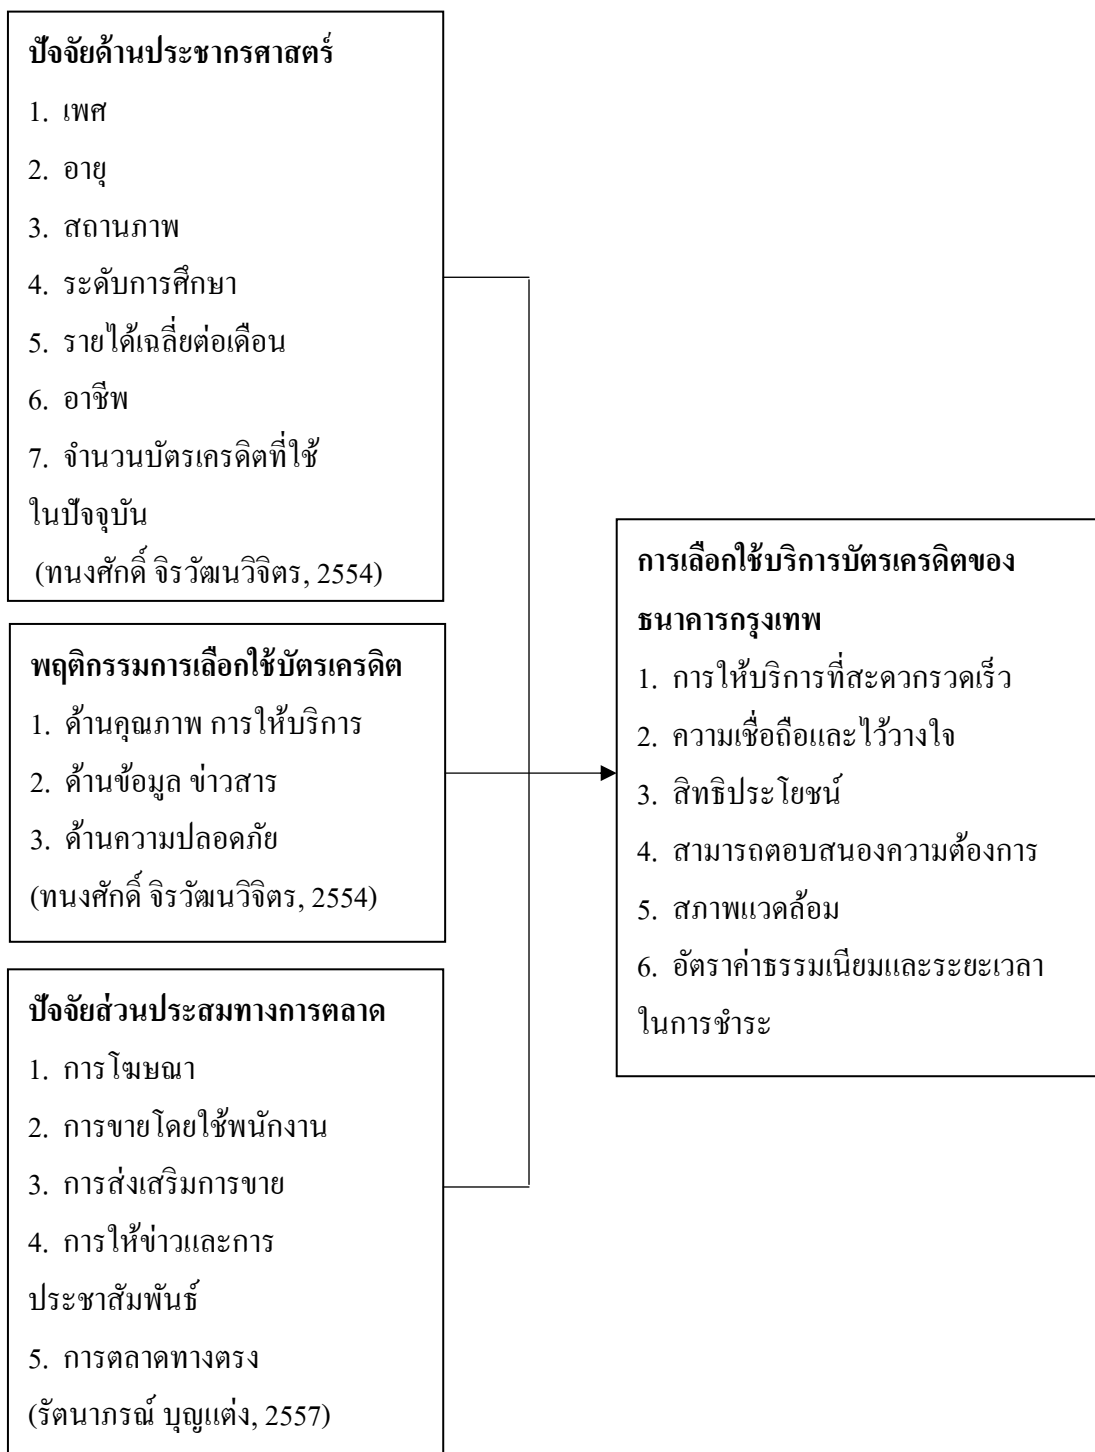 ปัจจัยด้านประชากรศาสตร์
1. เพศ
2. อายุ
3. สถานภาพ
4. ระดับการศึกษา
5. รายได้เฉลี่ยต่อเดือน
6. อาชีพ
7. จำนวนบัตรเครดิตที่ใช้
ในปัจจุบัน
(ทนงศักดิ์ จิรวัฒนวิจิตร, 2554)
พฤติกรรมการเลือกใช้บัตรเครดิต
1. ด้านคุณภาพ การให้บริการ
2. ด้านข้อมูล ข่าวสาร
3. ด้านความปลอดภัย
(ทนงศักดิ์ จิรวัฒนวิจิตร, 2554)
ปัจจัยส่วนประสมทางการตลาด
1. การโฆษณา
2. การขายโดยใช้พนักงาน
3. การส่งเสริมการขาย
4. การให้ข่าวและการ
ประชาสัมพันธ์
5. การตลาดทางตรง
(รัตนาภรณ์ บุญแต่ง, 2557)
การเลือกใช้บริการบัตรเครดิตของ
ธนาคารกรุงเทพ
1. การให้บริการที่สะดวกรวดเร็ว
2. ความเชื่อถือและไว้วางใจ
3. สิทธิประโยชน์
4. สามารถตอบสนองความต้องการ
5. สภาพแวดล้อม
6. อัตราค่าธรรมเนียมและระยะเวลา
ในการชำระ